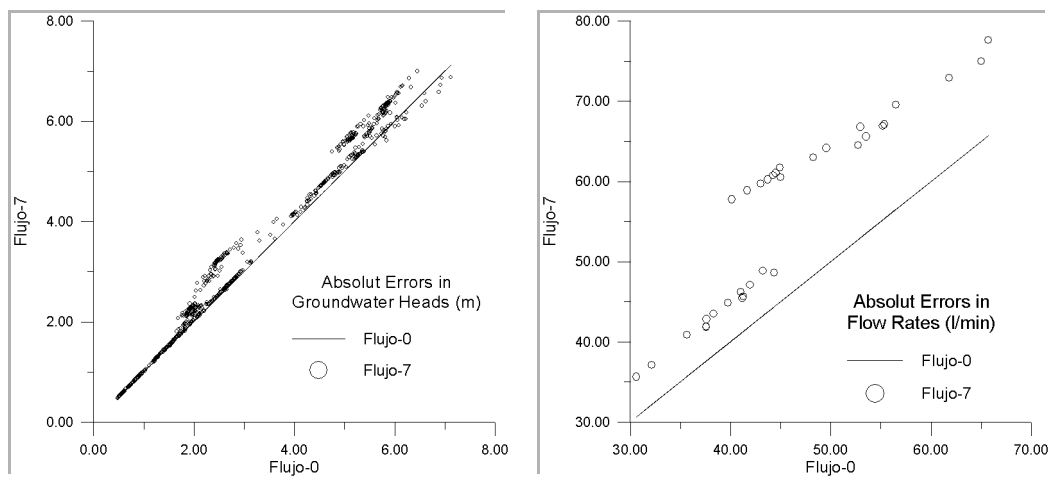 8.00
6.00
4.00
2.00
0.00
Flujo-7
0.00 2.00 4.00 6.00 8.00
Flujo-0
Absolut Errors in
Groundwater Heads (m)
Flujo-0
Flujo-7
80.00
70.00
60.00
50.00
40.00
30.00
Flujo-7
30.00 40.00 50.00 60.00 70.00
Flujo-0
Absolut Errors in
Flow Rates (l/min)
Flujo-0
Flujo-7